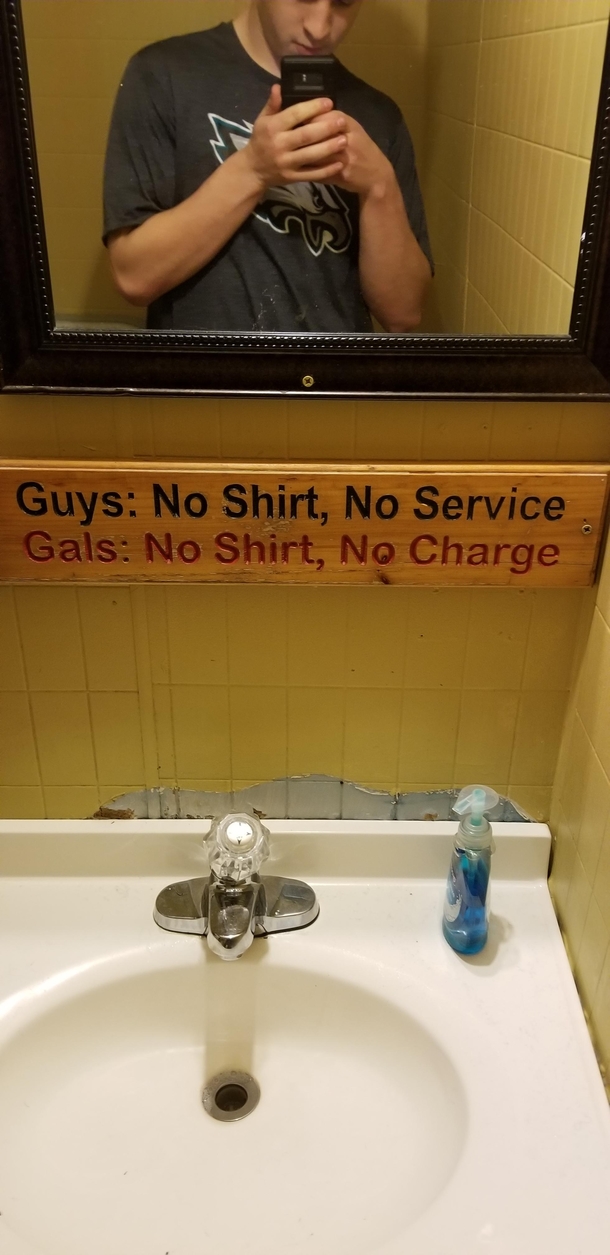 Guys: No Shirt, No Service
Gals: No Shirt, No Charge